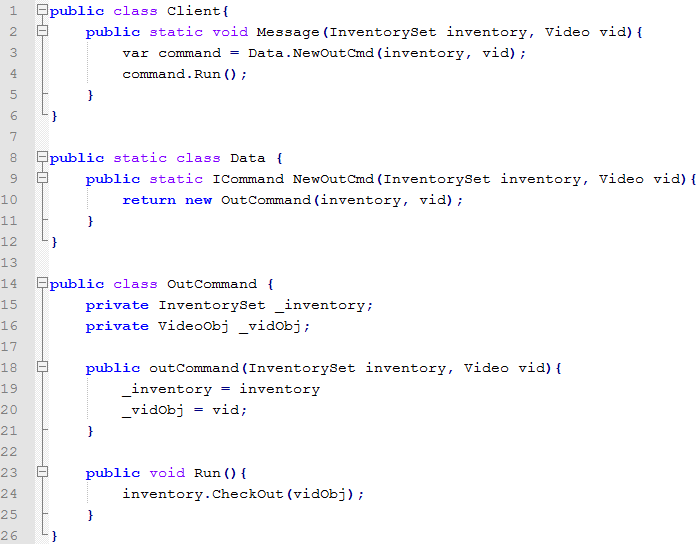 1 public class Client{
2 public static void Message(InventorySet inventory, Video vid){
3 var command = Data.NewOutCmd(inventory, vid);
4 command.Run();
5 }
6 }
7
8 public static class Data {
9 public static ICommand NewOutCmd(InventorySet inventory, Video vid){
10 return new OutCommand(inventory, vid);
11 }
12 }
13
14 public class OutCommand {
15 private InventorySet _inventory;
16 private VideoObj _vidObj;
17
18 public outCommand(InventorySet inventory, Video vid){
19 _inventory = inventory
20 _vidObj = vid;
21 }
22
23 public void Run(){
24 inventory.CheckOut(vidObj);
25 }
26 }